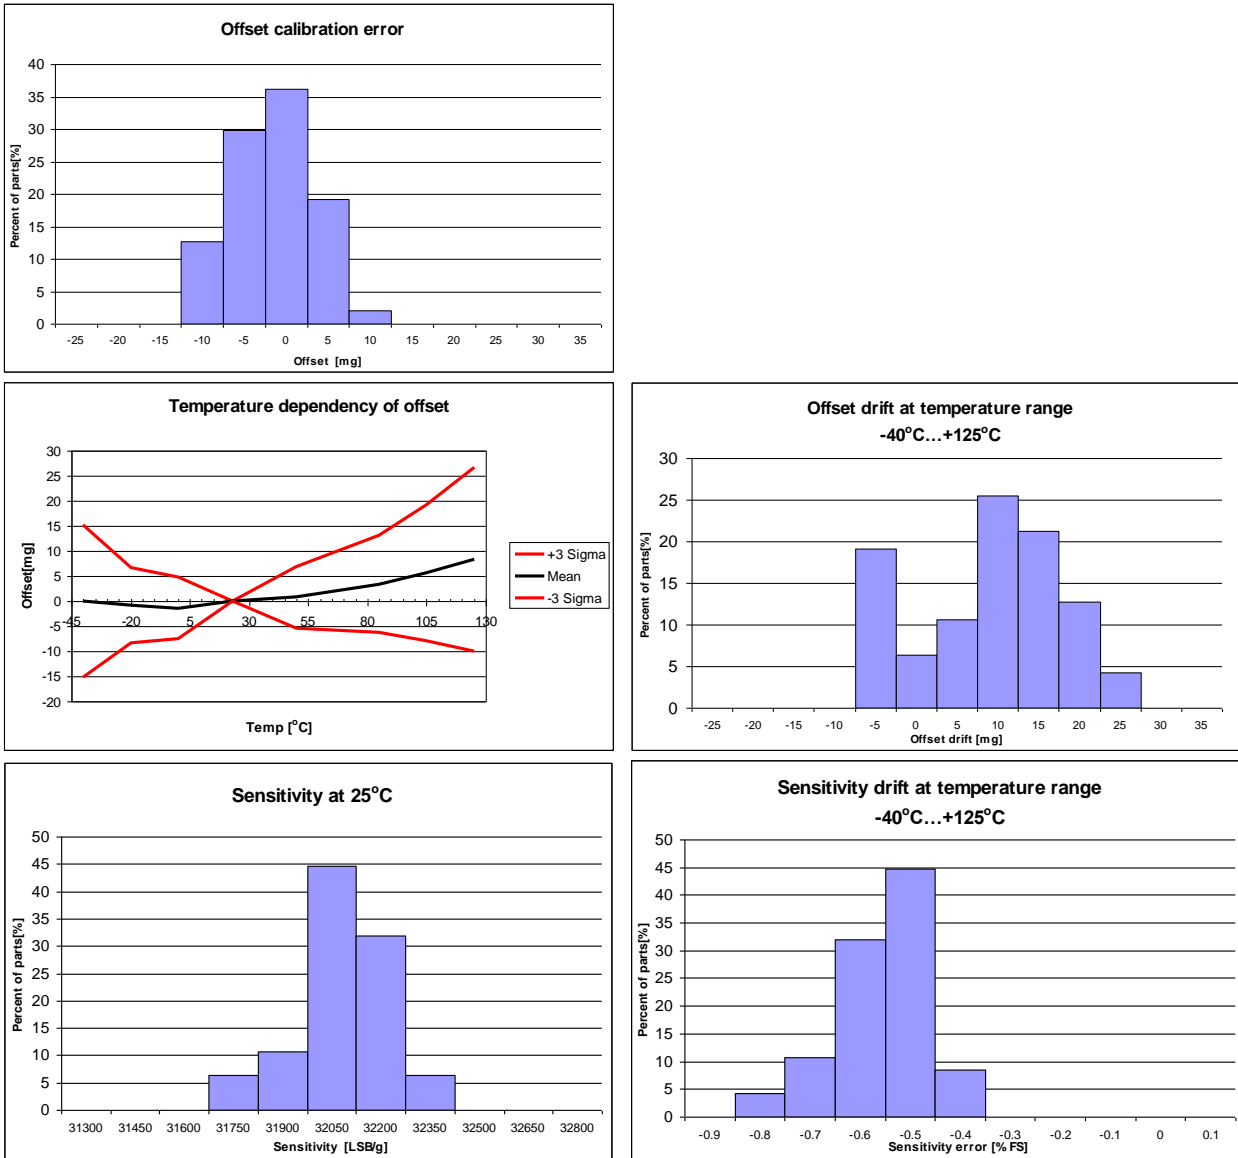 Offset calibration error
40
35
30
25
20
15
10
5
0
Percent of parts[%]
-25 -20 -15 -10 -5 0 5 10 15 20 25 30 35
Offset [mg]
Temperature dependency of offset
30
25
20
15
10
5
0
-5
-10
-15
-20
Offset[mg]
-45 -20 5 30 55 80 105 130
Temp [°C]
+3 Sigma
Mean
-3 Sigma
Offset drift at temperature range
-40°C...+125°C
30
25
20
15
10
5
0
Percent of parts[%]
-25 -20 -15 -10 -5 0 5 10 15 20 25 30 35
Offset drift [mg]
Sensitivity at 25°C
50
45
40
35
30
25
20
15
10
5
0
Percent of parts[%]
31300 31450 31600 31750 31900 32050 32200 32350 32500 32650 32800
Sensitivity [LSB/g]
Sensitivity drift at temperature range
-40°C...+125°C
50
45
40
35
30
25
20
15
10
5
0
Percent of parts[%]
-0.9 -0.8 -0.7 -0.6 -0.5 -0.4 -0.3 -0.2 -0.1 0 0.1
Sensitivity error [% FS]